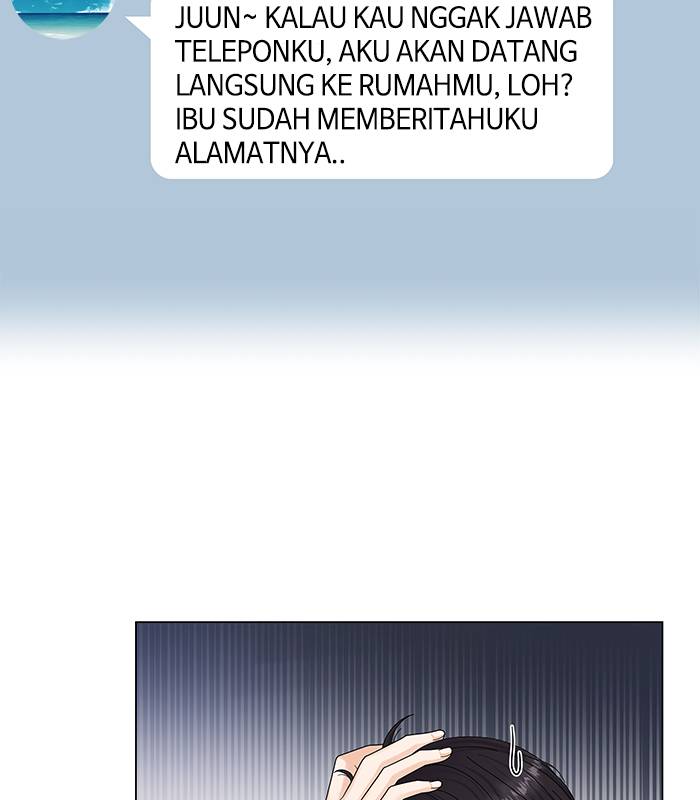 JUUN~ KALAU KAU NGGAK JAWAB
TELEPONKU, AKU AKAN DATANG
LANGSUNG KE RUMAHMU, LOH?
IBU SUDAH MEMBERITAHUKU
ALAMATNYA..